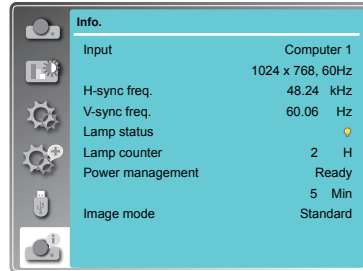 Info.
Input Computer 1
1024 x 768, 60Hz
H-sync freq. 48.24 kHz
V-sync freq. 60.06 Hz
Lamp status
Lamp counter 2 H
Power management Ready
5 Min
Image mode Standard